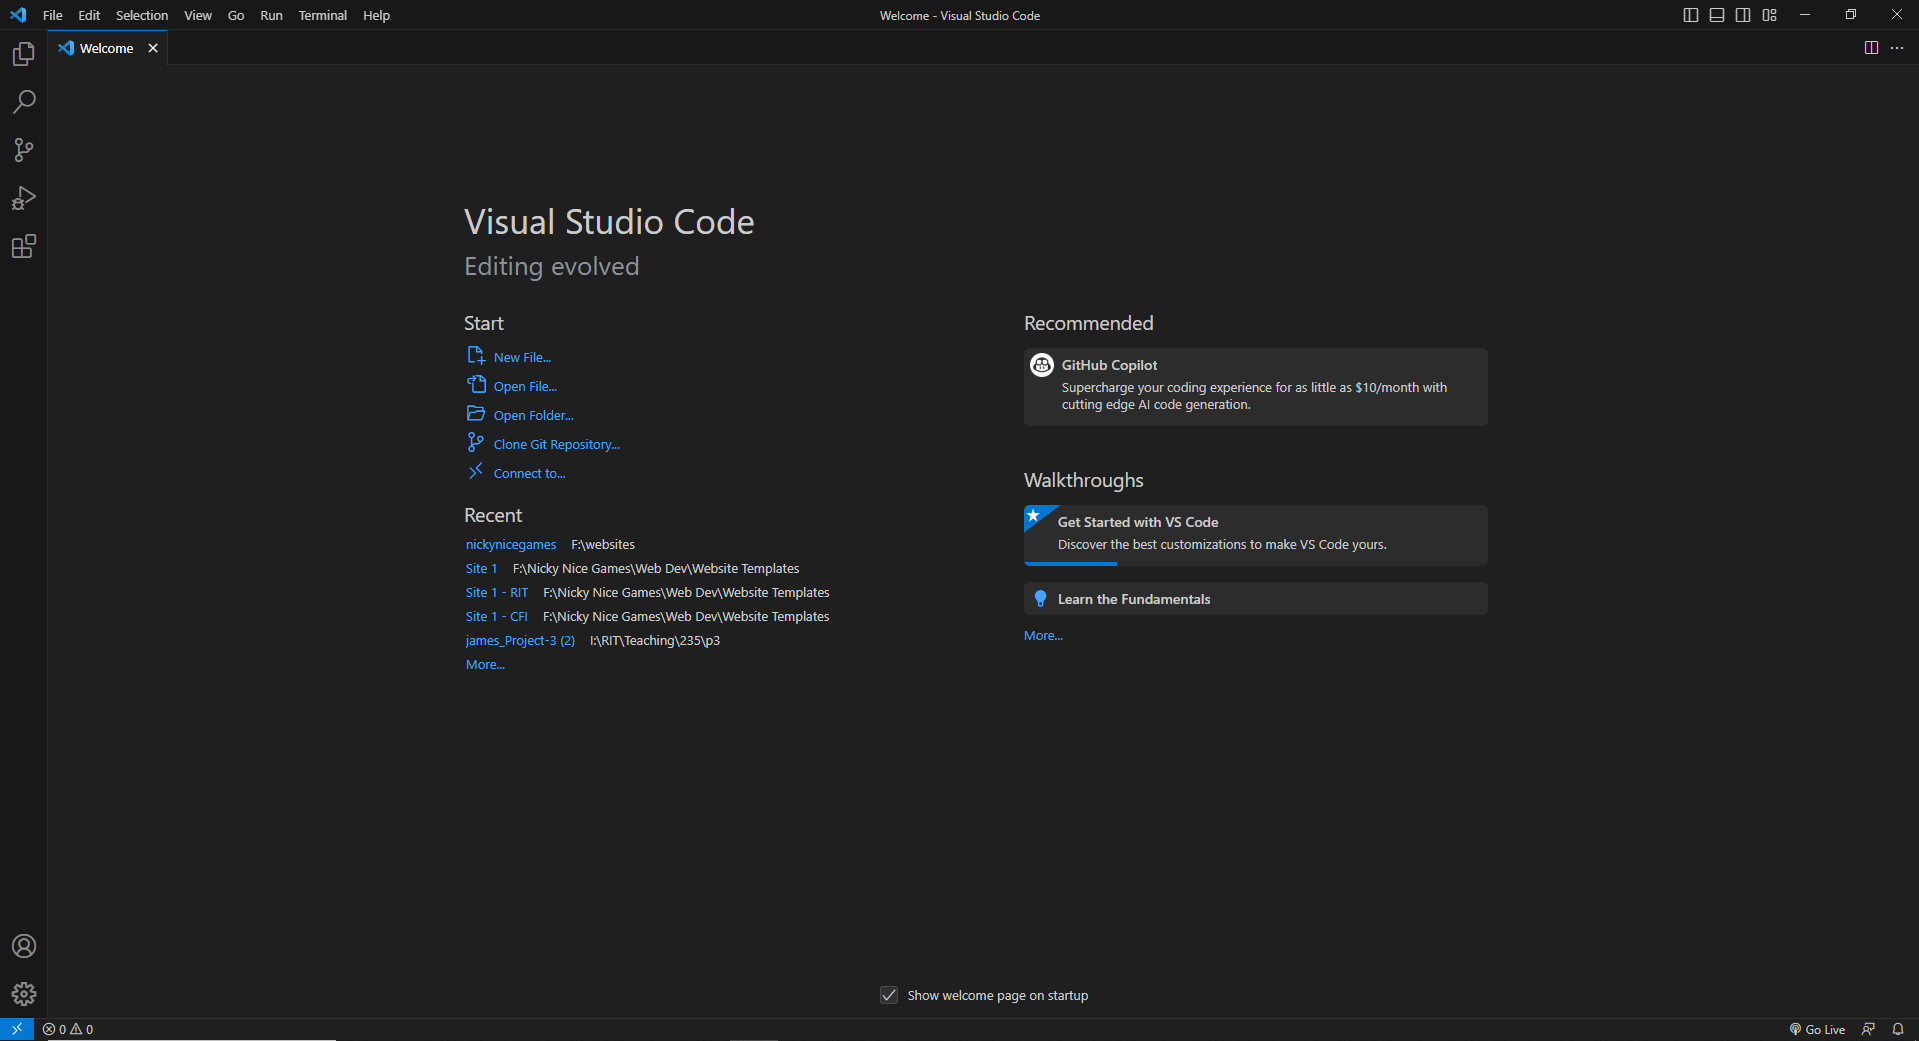 File Edit Selection View Go Run Terminal Help
Welcome - Visual Studio Code
Welcome
Visual Studio Code
Editing evolved
Start
New File...
Open File...
Open Folder...
Clone Git Repository...
Connect to...
Recent
nickynicegames F:\websites
Site 1 F:\Nicky Nice Games\Web Dev\Website Templates
Site 1 - RIT F:\Nicky Nice Games\Web Dev\Website Templates
Site 1 - CFI F:\Nicky Nice Games\Web Dev\Website Templates
james_Project-3 (2) I:\RIT\Teaching\235\p3
More...
Recommended
GitHub Copilot
Supercharge your coding experience for as little as $10/month with
cutting edge AI code generation.
Walkthroughs
Get Started with VS Code
Discover the best customizations to make VS Code yours.
Learn the Fundamentals
More...
Show welcome page on startup
0 0
Go Live